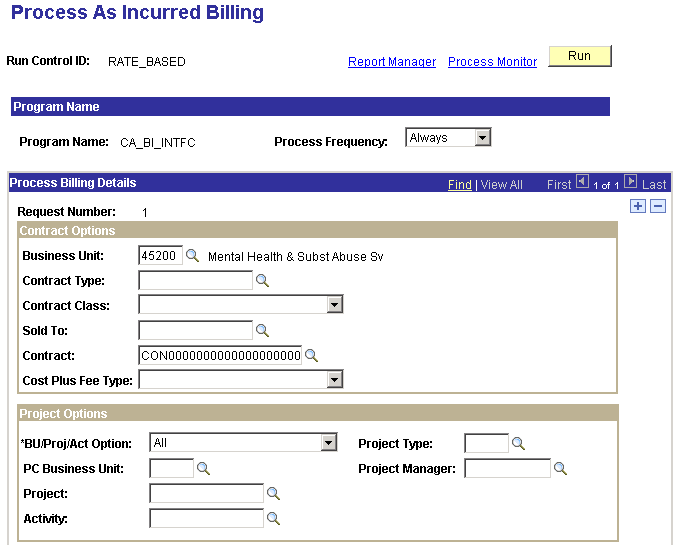 Process As Incurred Billing
Run Control ID: RATE_BASED Report Manager Process Monitor Run
Program Name
Program Name: CA_BI_INTFC Process Frequency: Always
Process Billing Details Find | View All First 1 of 1 Last
Request Number: 1
Contract Options
Business Unit: 45200 Mental Health & Subst Abuse Sv
Contract Type:
Contract Class:
Sold To:
Contract:
Cost Plus Fee Type:
Project Options
*BU/Proj/Act Option: All Project Type:
PC Business Unit: Project Manager:
Project:
Activity: